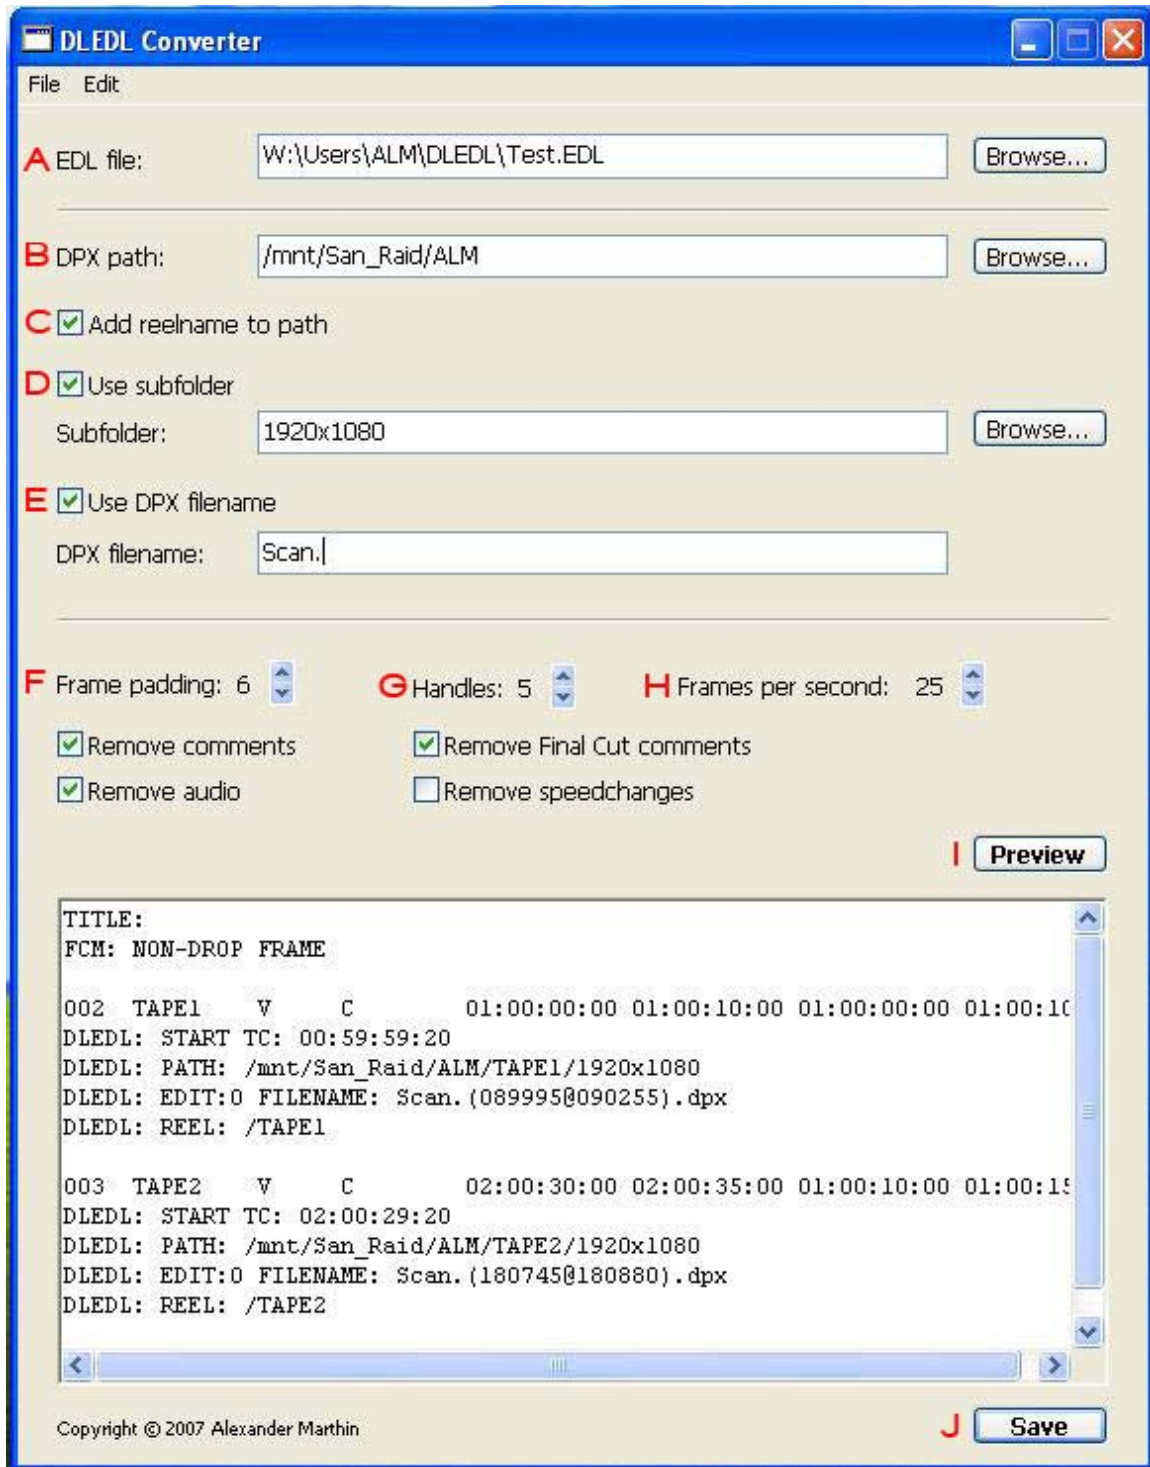 DLEDL Converter
File Edit
A EDL file: W:\Users\ALM\DLEDL\Test.EDL Browse...
B DPX path: /mnt/San_Raid/ALM Browse...
C Add reelname to path
D Use subfolder
Subfolder: 1920x1080 Browse...
E Use DPX filename
DPX filename: Scan.
F Frame padding: 6 G Handles: 5 H Frames per second: 25
Remove comments Remove Final Cut comments
Remove audio Remove speedchanges
I Preview
TITLE:
FCM: NON-DROP FRAME
002 TAPE1 V C 01:00:00:00 01:00:10:00 01:00:00:00 01:00:10
DLEDL: START TC: 00:59:59:20
DLEDL: PATH: /mnt/San_Raid/ALM/TAPE1/1920x1080
DLEDL: EDIT:0 FILENAME: Scan.(089995@090255).dpx
DLEDL: REEL: /TAPE1
003 TAPE2 V C 02:00:30:00 02:00:35:00 01:00:10:00 01:00:15
DLEDL: START TC: 02:00:29:20
DLEDL: PATH: /mnt/San_Raid/ALM/TAPE2/1920x1080
DLEDL: EDIT:0 FILENAME: Scan.(180745@180880).dpx
DLEDL: REEL: /TAPE2
Copyright © 2007 Alexander Marthin J Save